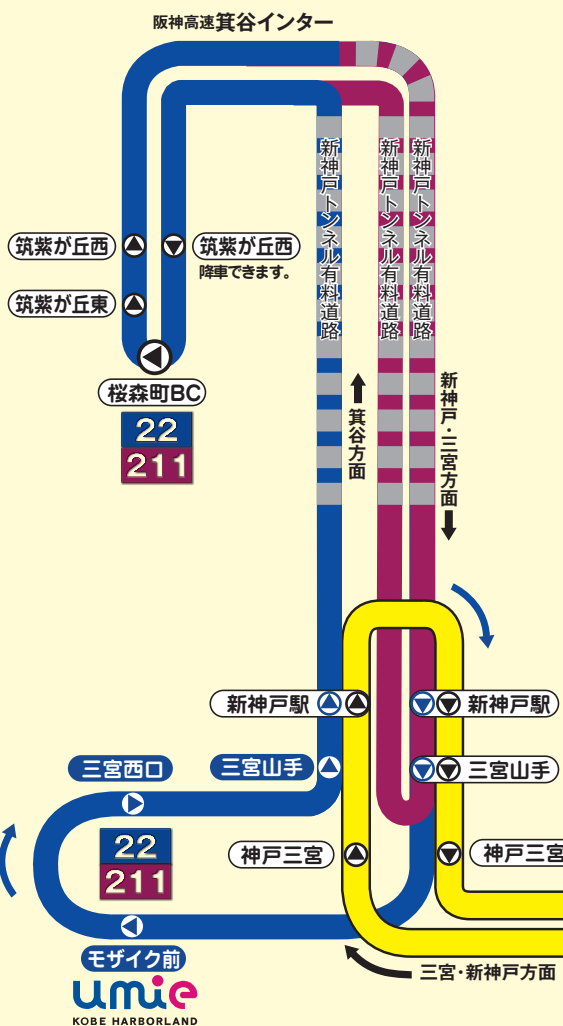 阪神高速箕谷インター
新神戸トンネル有料道路
新神戸トンネル有料道路
新神戸トンネル有料道路
筑紫が丘西
筑紫が丘西
降車できます。
筑紫が丘東
桜森町BC
22
211
箕谷方面
新神戸・三宮方面
新神戸駅
新神戸駅
三宮西口
三宮山手
三宮山手
22
211
神戸三宮
神戸三宮
モザイク前
三宮・新神戸方面
umie
KOBE HARBORLAND